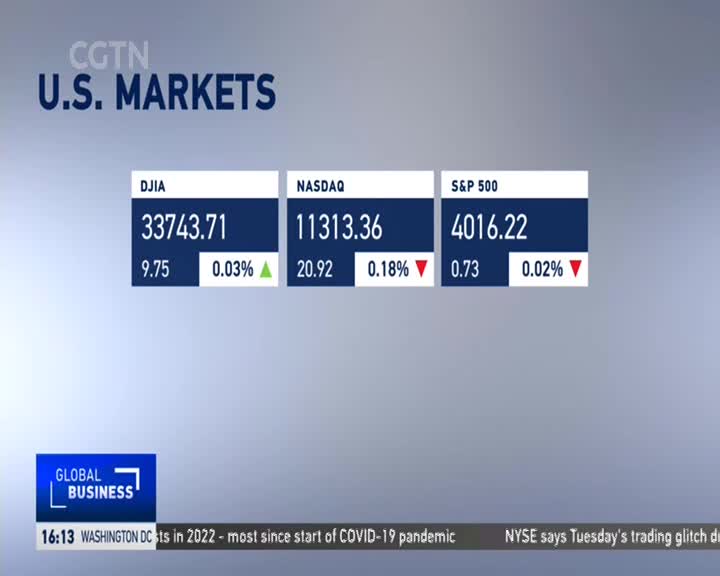 CGTN
U.S. MARKETS
DJIA
33743.71
9.75 0.03%
NASDAQ
11313.36
20.92 0.18%
S&P 500
4016.22
0.73 0.02%
GLOBAL
BUSINESS
16:13 WASHINGTON DC in 2022 - most since start of COVID-19 pandemic NYSE says Tuesday's trading glitch